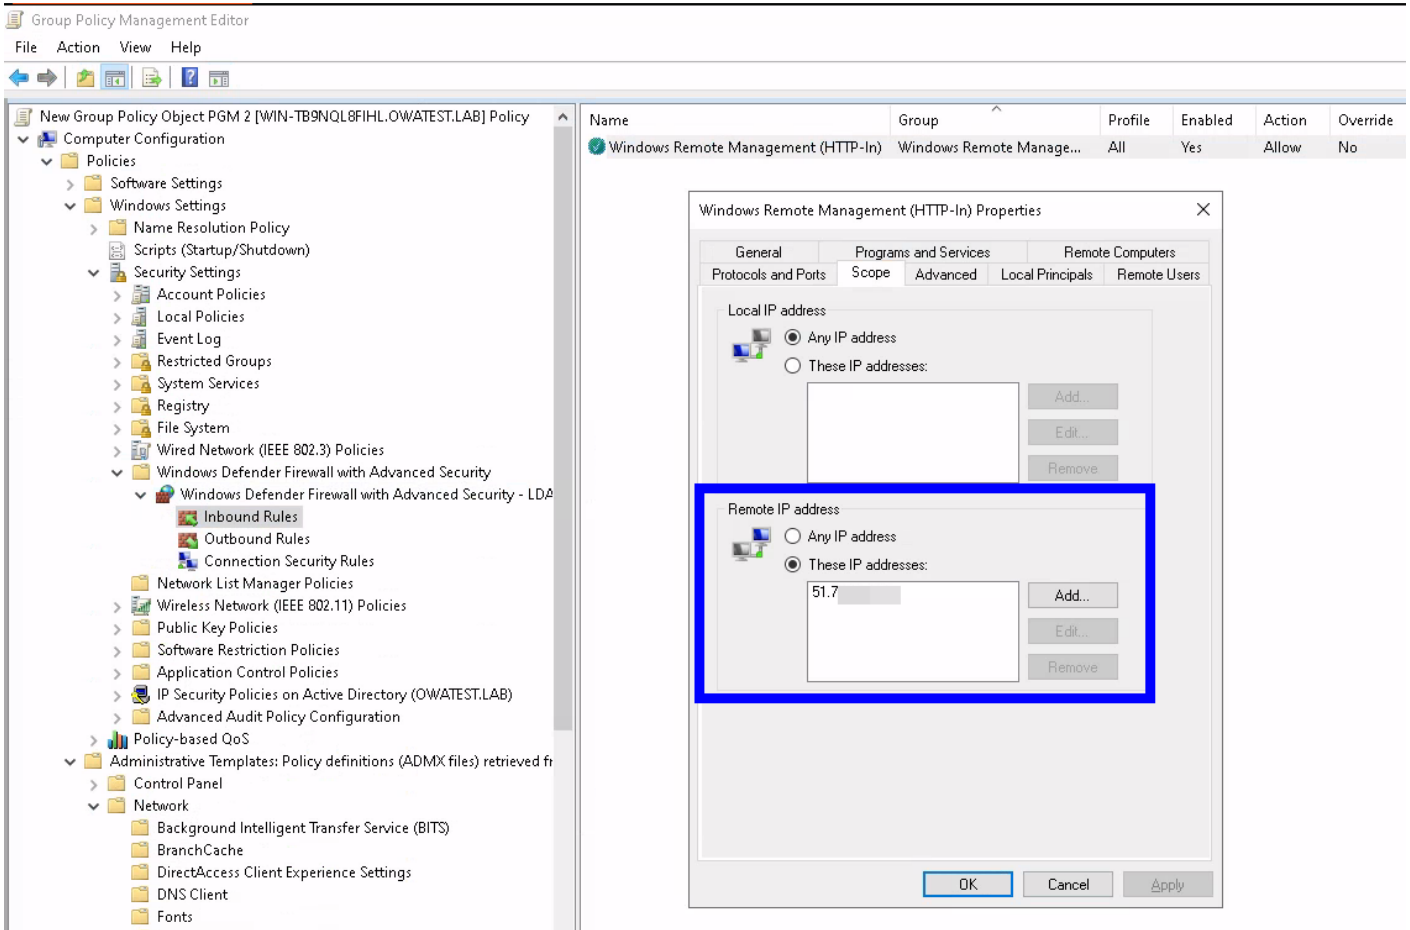 Group Policy Management Editor
File Action View Help
New Group Policy Object PGM 2 [WIN-TB9NQL8FIHL.OWATEST.LAB] Policy
Computer Configuration
Policies
Software Settings
Windows Settings
Name Resolution Policy
Scripts (Startup/Shutdown)
Security Settings
Account Policies
Local Policies
Event Log
Restricted Groups
System Services
Registry
File System
Wired Network (IEEE 802.3) Policies
Windows Defender Firewall with Advanced Security
Windows Defender Firewall with Advanced Security - LDA
Inbound Rules
Outbound Rules
Connection Security Rules
Network List Manager Policies
Wireless Network (IEEE 802.11) Policies
Public Key Policies
Software Restriction Policies
Application Control Policies
IP Security Policies on Active Directory (OWATEST.LAB)
Advanced Audit Policy Configuration
Policy-based QoS
Administrative Templates: Policy definitions (ADMX files) retrieved fr
Control Panel
Network
Background Intelligent Transfer Service (BITS)
BranchCache
DirectAccess Client Experience Settings
DNS Client
Fonts
Name Group Profile Enabled Action Override
Windows Remote Management (HTTP-In) Windows Remote Manage... All Yes Allow No
Windows Remote Management (HTTP-In) Properties
General Programs and Services Remote Computers
Protocols and Ports Scope Advanced Local Principals Remote Users
Local IP address
Any IP address
These IP addresses:
Add...
Edit...
Remove
Remote IP address
Any IP address
These IP addresses:
51.7
Add...
Edit...
Remove
OK Cancel Apply